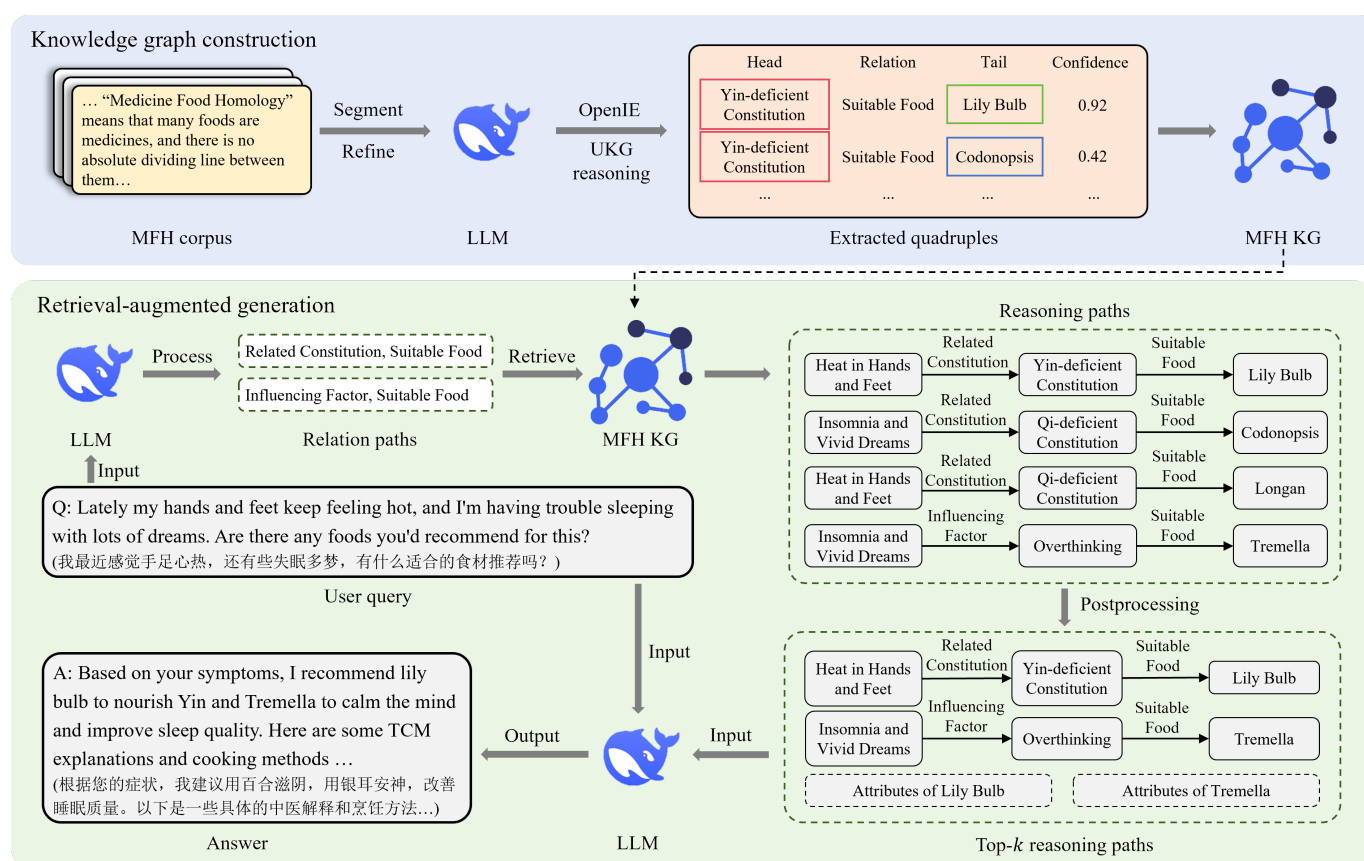 Knowledge graph construction
… “Medicine Food Homology”
means that many foods are
medicines, and there is no
absolute dividing line between
them…
MFH corpus
Segment
Refine
LLM
OpenIE
UKG
reasoning
Head Relation Tail Confidence
Yin-deficient
Constitution
Suitable Food
Lily Bulb
0.92
Yin-deficient
Constitution
Suitable Food
Codonopsis
0.42
... ... ... ...
Extracted quadruples
MFH KG
Retrieval-augmented generation
LLM
Process
Related Constitution, Suitable Food
Influencing Factor, Suitable Food
Relation paths
Retrieve
MFH KG
Input
Q: Lately my hands and feet keep feeling hot, and I'm having trouble sleeping
with lots of dreams. Are there any foods you'd recommend for this?
(我最近感觉手足心热，还有些失眠多梦，有什么适合的食材推荐吗？)
User query
Reasoning paths
Heat in Hands
and Feet
Related
Constitution
Yin-deficient
Constitution
Suitable
Food
Lily Bulb
Insomnia and
Vivid Dreams
Related
Constitution
Qi-deficient
Constitution
Suitable
Food
Codonopsis
Heat in Hands
and Feet
Related
Constitution
Qi-deficient
Constitution
Suitable
Food
Longan
Insomnia and
Vivid Dreams
Influencing
Factor
Overthinking
Suitable
Food
Tremella
Postprocessing
Heat in Hands
and Feet
Related
Constitution
Yin-deficient
Constitution
Suitable
Food
Lily Bulb
Insomnia and
Vivid Dreams
Influencing
Factor
Overthinking
Suitable
Food
Tremella
Attributes of Lily Bulb
Attributes of Tremella
Top-k reasoning paths
Input
Input
LLM
Output
A: Based on your symptoms, I recommend lily
bulb to nourish Yin and Tremella to calm the mind
and improve sleep quality. Here are some TCM
explanations and cooking methods …
(根据您的症状，我建议用百合滋阴，用银耳安神，改善
睡眠质量。以下是一些具体的中医解释和烹饪方法…)
Answer